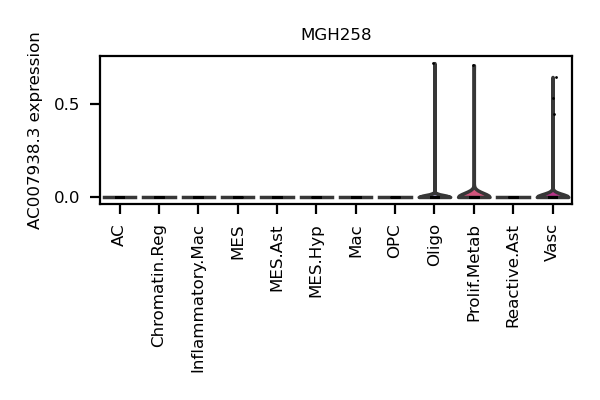 MGH258
AC007938.3 expression
0.5
0.0
AC
Chromatin.Reg
Inflammatory.Mac
MES
MES.Ast
MES.Hyp
Mac
OPC
Oligo
Prolif.Metab
Reactive.Ast
Vasc